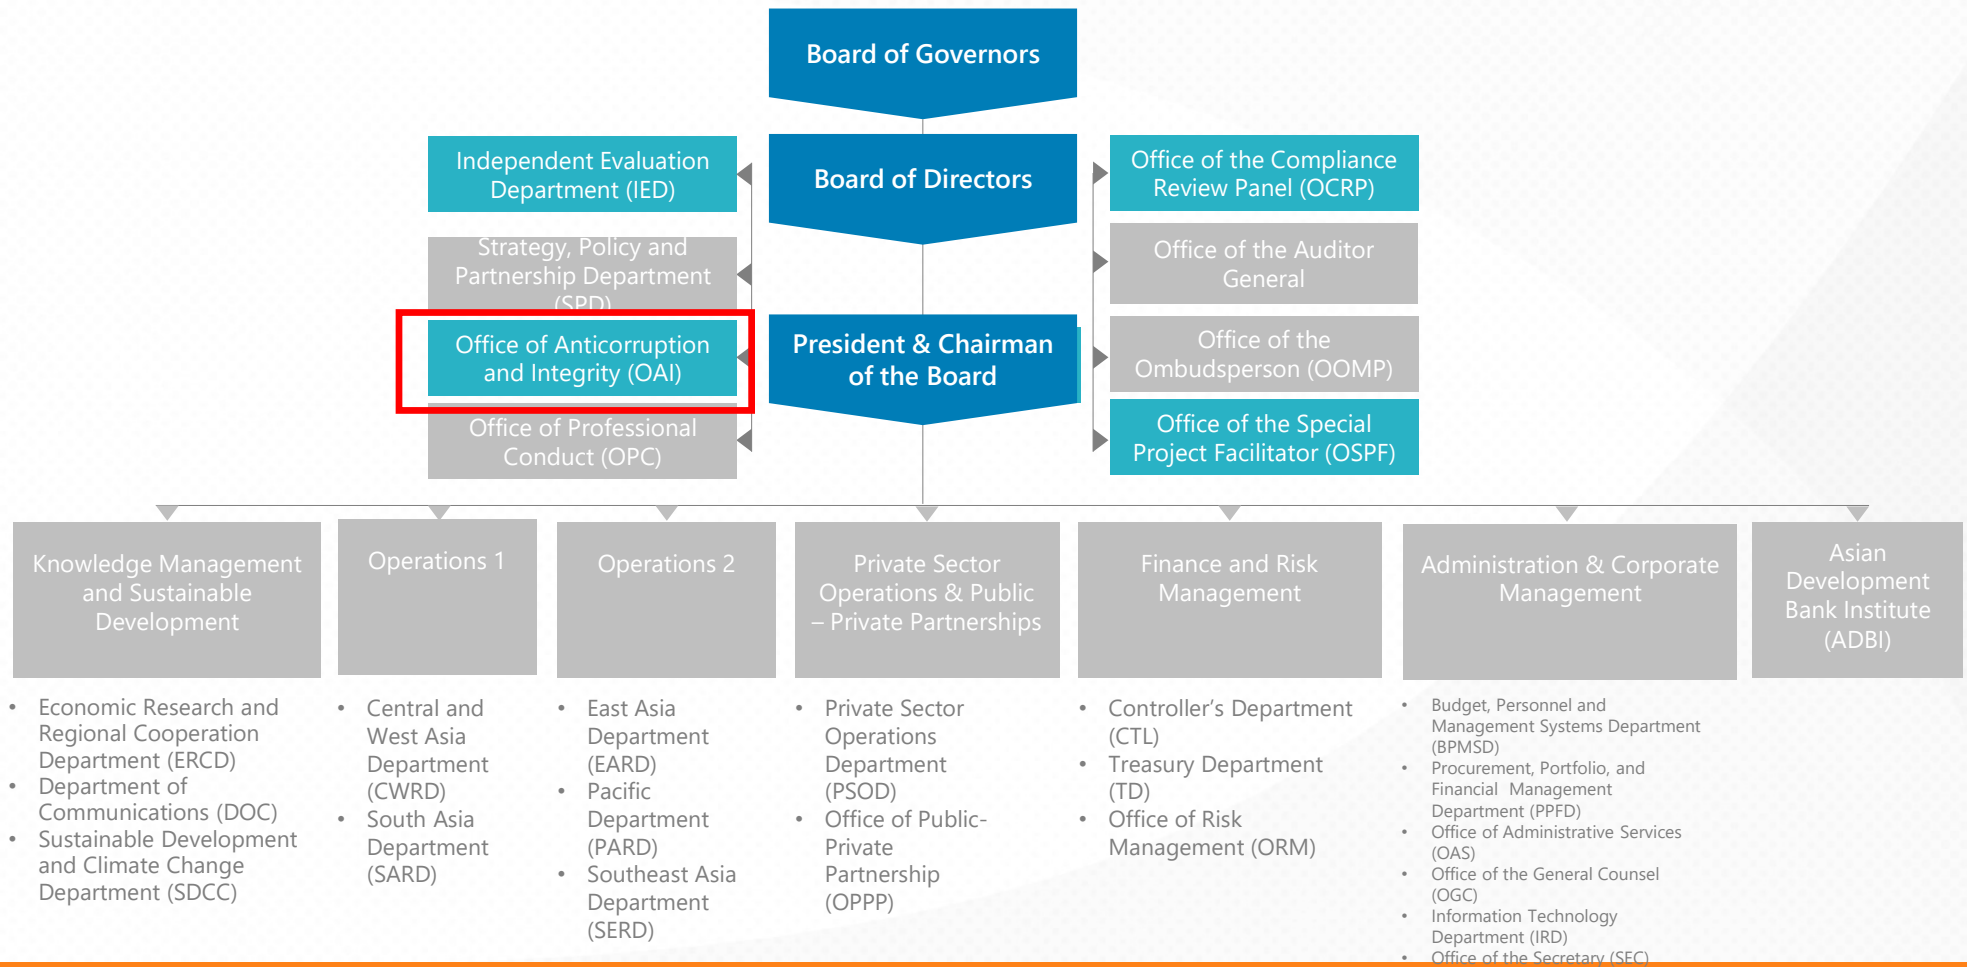 Board of Governors
Independent Evaluation
Department (IED)
Board of Directors
Office of the Compliance
Review Panel (OCRP)
Strategy, Policy and
Partnership Department
(SPD)
Office of the Auditor
General
Office of Anticorruption
and Integrity (OAI)
President & Chairman
of the Board
Office of the
Ombudsperson (OOMP)
Office of Professional
Conduct (OPC)
Office of the Special
Project Facilitator (OSPF)
Knowledge Management
and Sustainable
Development
Operations 1
Operations 2
Private Sector
Operations & Public
– Private Partnerships
Finance and Risk
Management
Administration & Corporate
Management
Asian
Development
Bank Institute
(ADBI)
• Economic Research and
Regional Cooperation
Department (ERCD)
• Department of
Communications (DOC)
• Sustainable Development
and Climate Change
Department (SDCC)
• Central and
West Asia
Department
(CWRD)
• South Asia
Department
(SARD)
• East Asia
Department
(EARD)
• Pacific
Department
(PARD)
• Southeast Asia
Department
(SERD)
• Private Sector
Operations
Department
(PSOD)
• Office of Public-
Private
Partnership
(OPPP)
• Controller’s Department
(CTL)
• Treasury Department
(TD)
• Office of Risk
Management (ORM)
• Budget, Personnel and
Management Systems Department
(BPMSD)
• Procurement, Portfolio, and
Financial Management
Department (PPFD)
• Office of Administrative Services
(OAS)
• Office of the General Counsel
(OGC)
• Information Technology
Department (IRD)
• Office of the Secretary (SEC)